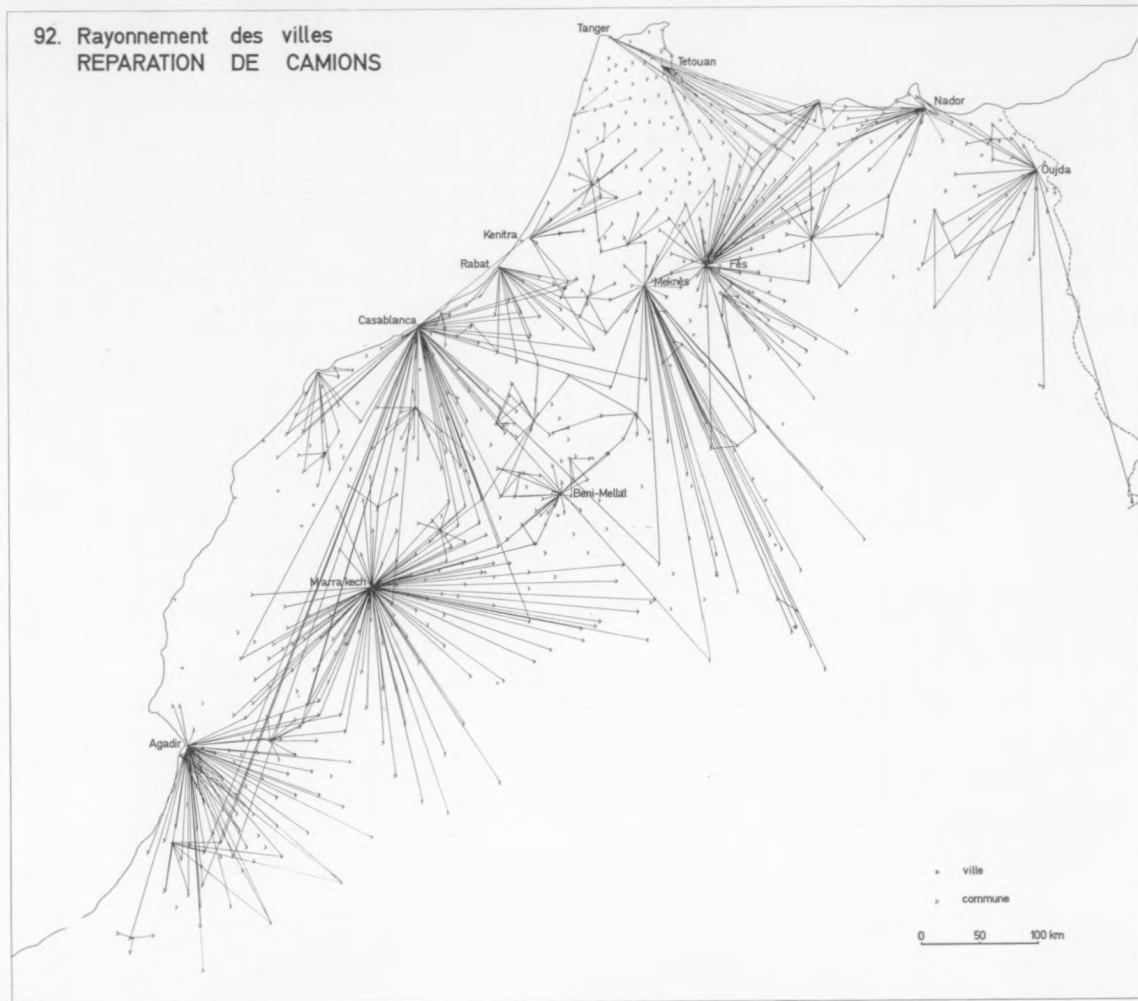 92. Rayonnement des villes
REPARATION DE CAMIONS
Tanger
Tetouan
Nador
Oujda
Kenitra
Rabat
Fès
Meknès
Casablanca
Beni-Mellal
Marrakech
Agadir
ville
commune
0 50 100 km